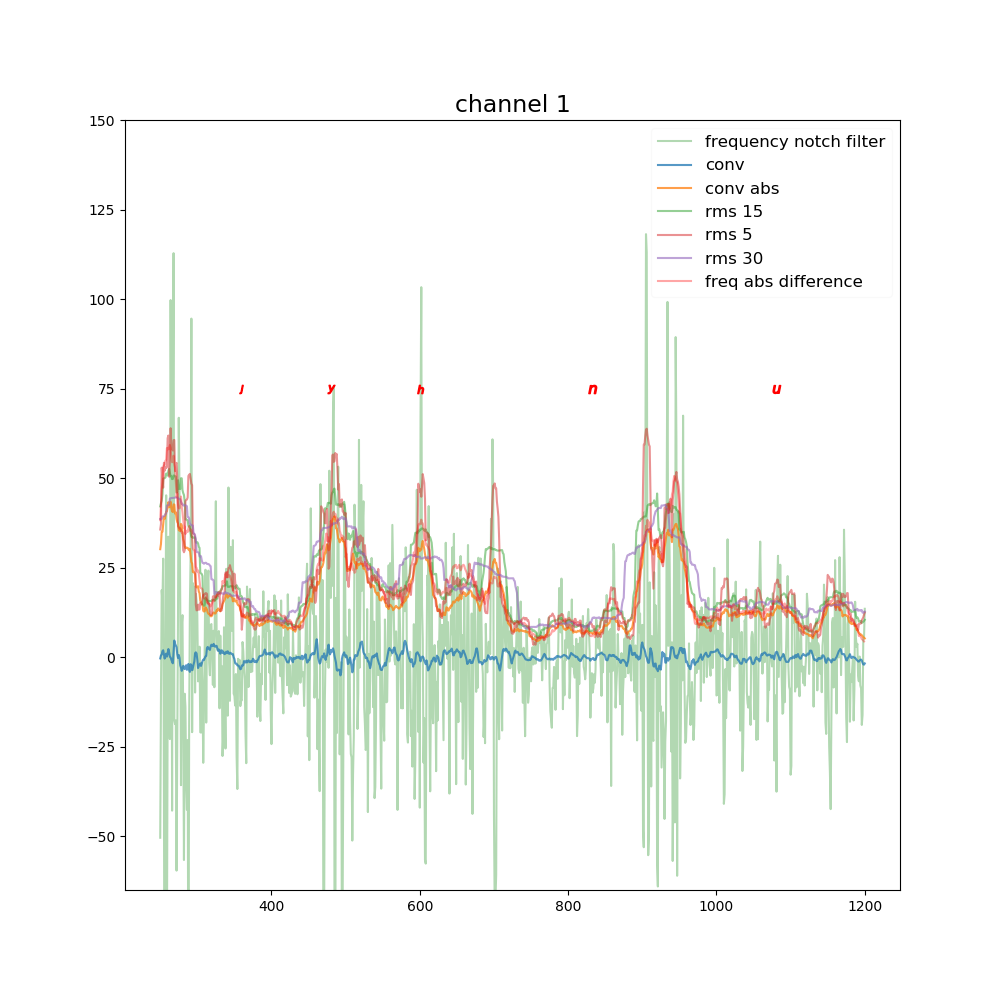 channel 1
150
125
100
75
50
25
0
−25
−50
frequency notch filter
conv
conv abs
rms 15
rms 5
rms 30
freq abs difference
j y h n u
400 600 800 1000 1200